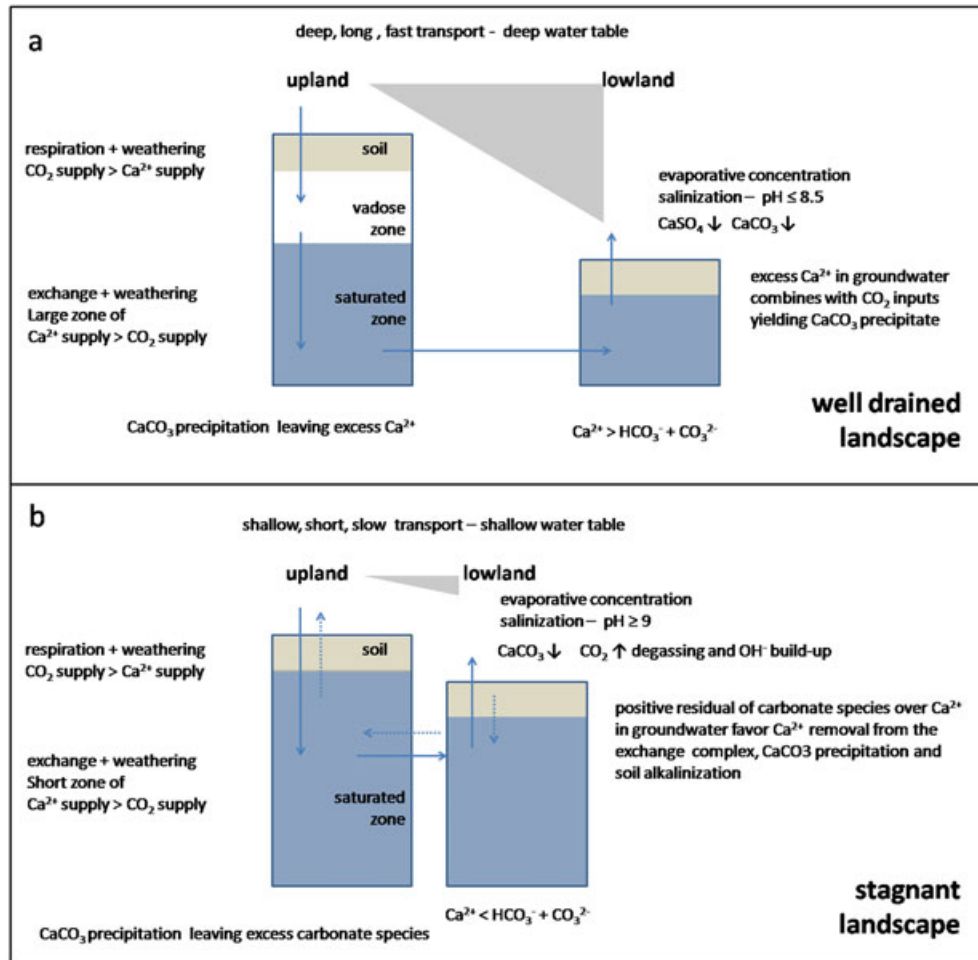 a
deep, long , fast transport - deep water table
upland
lowland
respiration + weathering
CO₂ supply > Ca²⁺ supply
soil
vadose
zone
evaporative concentration
salinization – pH ≤ 8.5
CaSO₄ ↓ CaCO₃ ↓
exchange + weathering
Large zone of
Ca²⁺ supply > CO₂ supply
saturated
zone
excess Ca²⁺ in groundwater
combines with CO₂ inputs
yielding CaCO₃ precipitate
CaCO₃ precipitation leaving excess Ca²⁺
Ca²⁺ > HCO₃⁻ + CO₃²⁻
well drained
landscape
b
shallow, short, slow transport – shallow water table
upland
lowland
evaporative concentration
salinization – pH ≥ 9
CaCO₃ ↓ CO₂ ↑ degassing and OH⁻ build-up
respiration + weathering
CO₂ supply > Ca²⁺ supply
soil
positive residual of carbonate species over Ca²⁺
in groundwater favor Ca²⁺ removal from the
exchange complex, CaCO3 precipitation and
soil alkalinization
exchange + weathering
Short zone of
Ca²⁺ supply > CO₂ supply
saturated
zone
Ca²⁺ < HCO₃⁻ + CO₃²⁻
CaCO₃ precipitation leaving excess carbonate species
stagnant
landscape